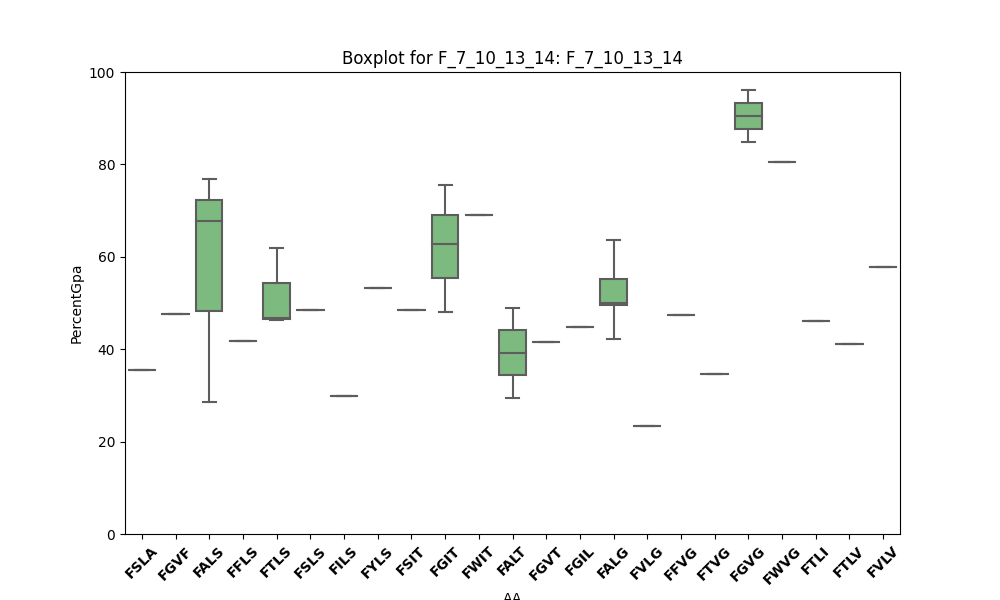 Boxplot for F_7_10_13_14: F_7_10_13_14
PercentGpa
100
80
60
40
20
0
FSLA
FGVF
FALS
FFLS
FTLS
FSLS
FILS
FYLS
FSIT
FGIT
FWIT
FALT
FGVT
FGIL
FALG
FVLG
FFVG
FTVG
FGVG
FWVG
FTLI
FTLV
FVLV
AA